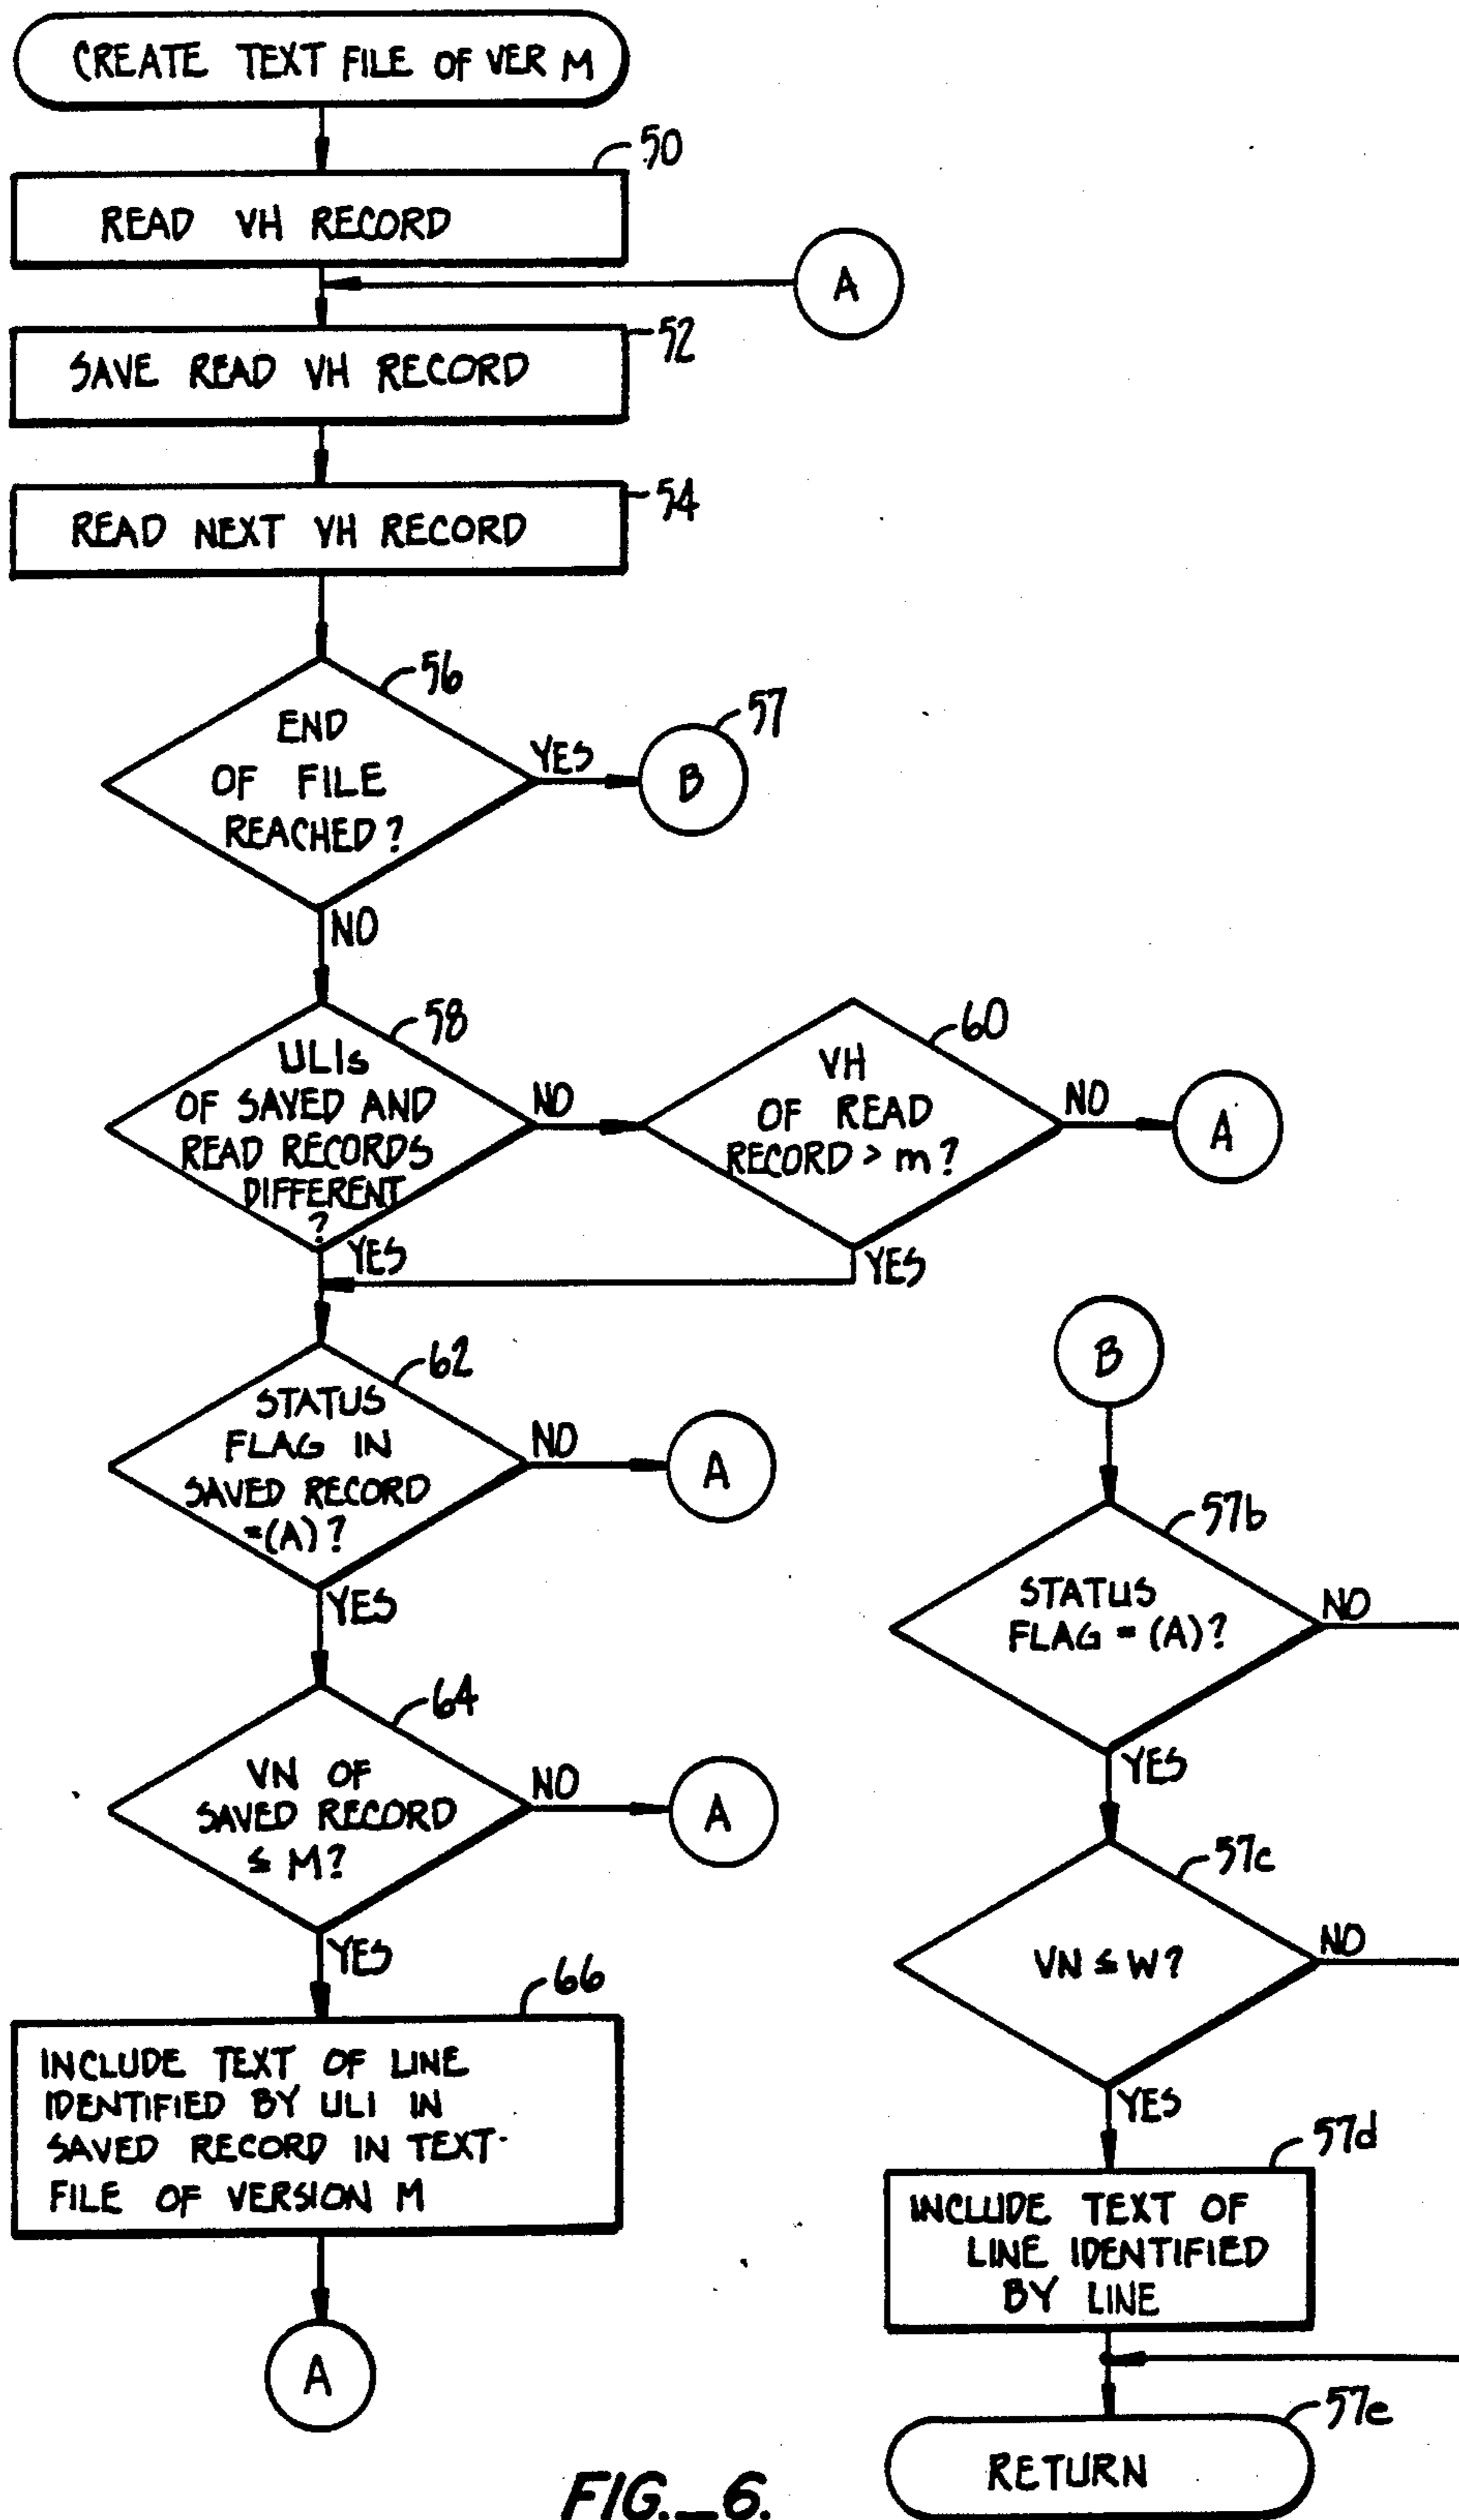 CREATE TEXT FILE OF VER M
50
READ VH RECORD
A
52
SAVE READ VH RECORD
54
READ NEXT VH RECORD
56
END
OF FILE
REACHED?
YES
57
B
NO
58
ULIs
OF SAVED AND
READ RECORDS
DIFFERENT
?
NO
60
VH
OF READ
RECORD > m?
NO
A
YES
YES
62
STATUS
FLAG IN
SAVED RECORD
=(A)?
NO
A
YES
64
VN OF
SAVED RECORD
≤ M?
NO
A
YES
66
INCLUDE TEXT OF LINE
IDENTIFIED BY ULI IN
SAVED RECORD IN TEXT
FILE OF VERSION M
A
B
57b
STATUS
FLAG = (A)?
NO
YES
57c
VN ≤ W?
NO
YES
57d
INCLUDE TEXT OF
LINE IDENTIFIED
BY LINE
57e
RETURN
FIG._6.